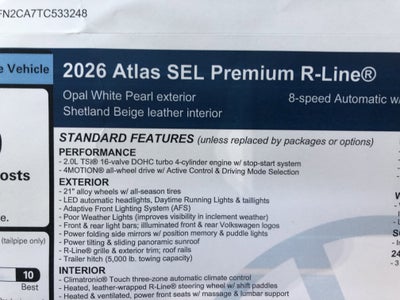 FN2CA7TC533248
e Vehicle
2026 Atlas SEL Premium R-Line®
Opal White Pearl exterior
8-speed Automatic w/
Shetland Beige leather interior
STANDARD FEATURES (unless replaced by packages or options)
PERFORMANCE
- 2.0L TSI® 16-valve DOHC turbo 4-cylinder engine w/ stop-start system
- 4MOTION® all-wheel drive w/ Active Control & Driving Mode Selection
EXTERIOR
- 21" alloy wheels w/ all-season tires
- LED automatic headlights, Daytime Running Lights & taillights
- Adaptive Front Lighting System (AFS)
- Poor Weather Lights (improves visibility in inclement weather)
- Front & rear light bars; illuminated front & rear Volkswagen logos
- Power folding side mirrors w/ position memory & puddle lights
- Power tilting & sliding panoramic sunroof
- R-Line® grille & exterior trim; roof rails
- Trailer hitch (5,000 lb. towing capacity)
INTERIOR
- Climatronic® Touch three-zone automatic climate control
- Heated, leather-wrapped R-Line® steering wheel w/ shift paddles
- Heated & ventilated, power front seats w/ massage & lumbar support
osts
e.
(tailpipe only)
10
Best
24